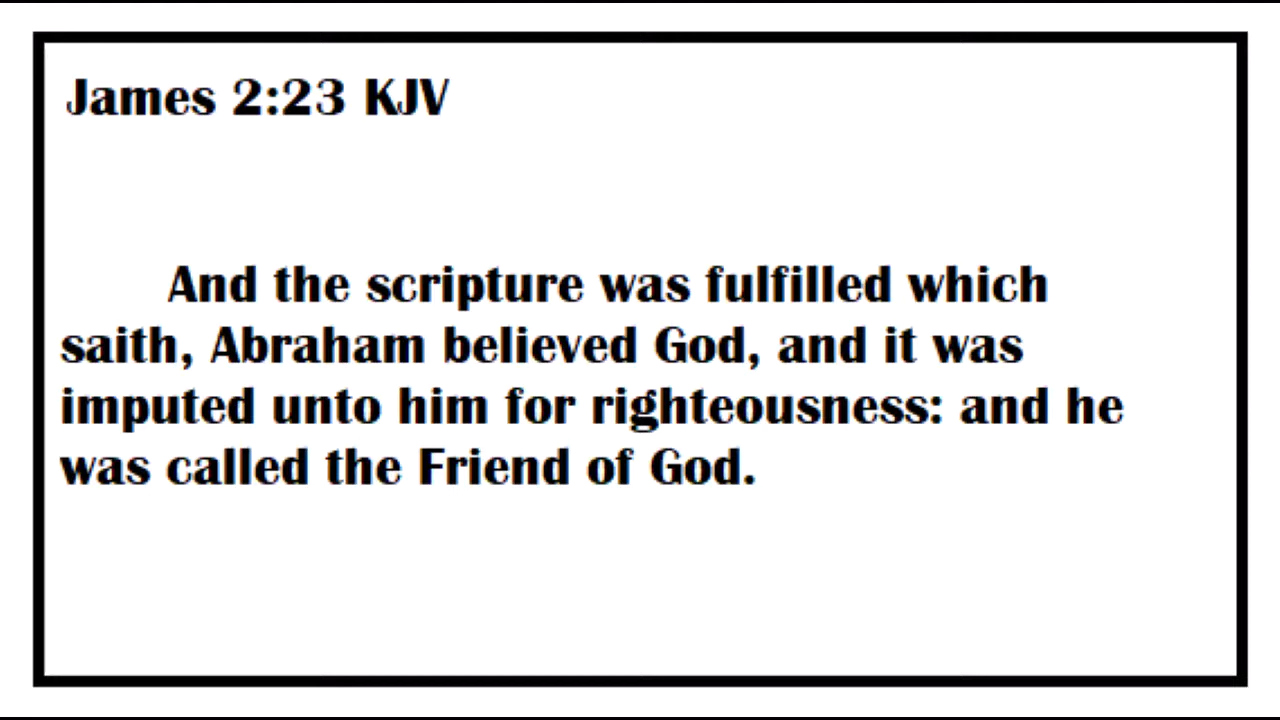 James 2:23 KJV
And the scripture was fulfilled which
saith, Abraham believed God, and it was
imputed unto him for righteousness: and he
was called the Friend of God.